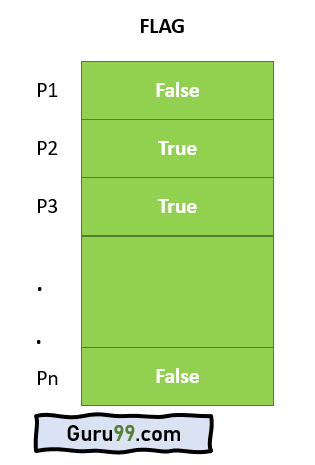 FLAG
P1 False
P2 True
P3 True
.
.
Pn False
Guru99.com